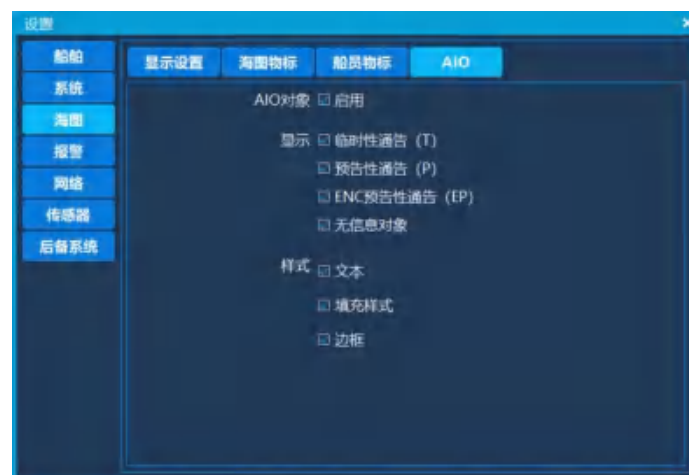 设置
船舶
系统
海图
报警
网络
传感器
后备系统
显示设置 海图物标 船员物标 AIO
AIO对象 启用
显示 临时性通告 (T)
预告性通告 (P)
ENC预告性通告 (EP)
无信息对象
样式 文本
填充样式
边框